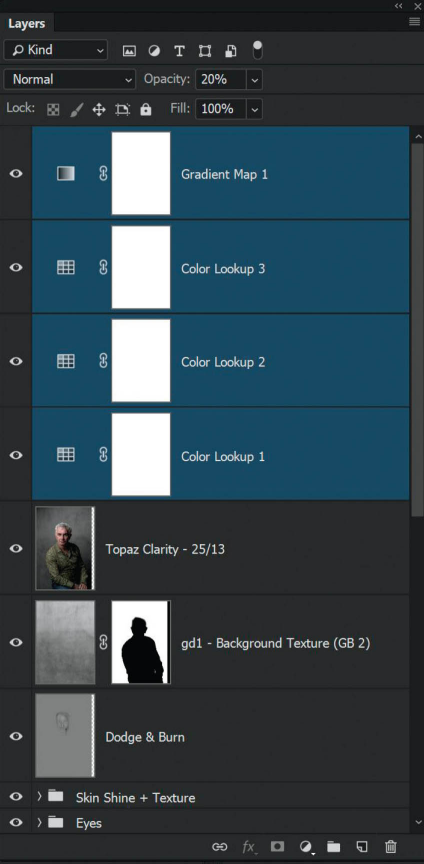 Layers
Kind
Normal
Opacity: 20%
Lock:
Fill: 100%
Gradient Map 1
Color Lookup 3
Color Lookup 2
Color Lookup 1
Topaz Clarity - 25/13
gd1 - Background Texture (GB 2)
Dodge & Burn
Skin Shine + Texture
Eyes
fx